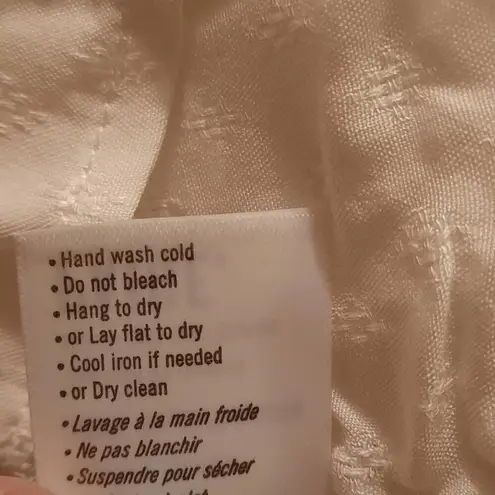 • Hand wash cold
• Do not bleach
• Hang to dry
• or Lay flat to dry
• Cool iron if needed
• or Dry clean
• Lavage à la main froide
• Ne pas blanchir
• Suspendre pour sécher